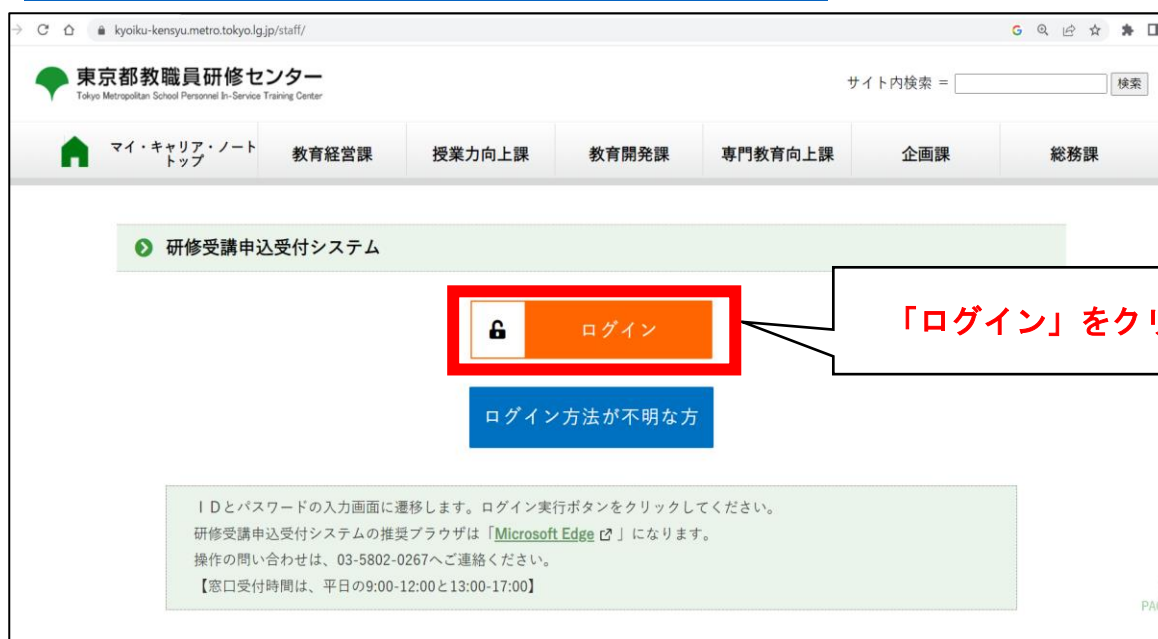 kyoiku-kensyu.metro.tokyo.lg.jp/staff/
東京都教職員研修センター
Tokyo Metropolitan School Personnel In-Service Training Center
サイト内検索 =
検索
マイ・キャリア・ノート
トップ
教育経営課
授業力向上課
教育開発課
専門教育向上課
企画課
総務課
研修受講申込受付システム
ログイン
「ログイン」をクリ
ログイン方法が不明な方
ＩＤとパスワードの入力画面に遷移します。ログイン実行ボタンをクリックしてください。
研修受講申込受付システムの推奨ブラウザは「Microsoft Edge」になります。
操作の問い合わせは、03-5802-0267へご連絡ください。
【窓口受付時間は、平日の9:00-12:00と13:00-17:00】